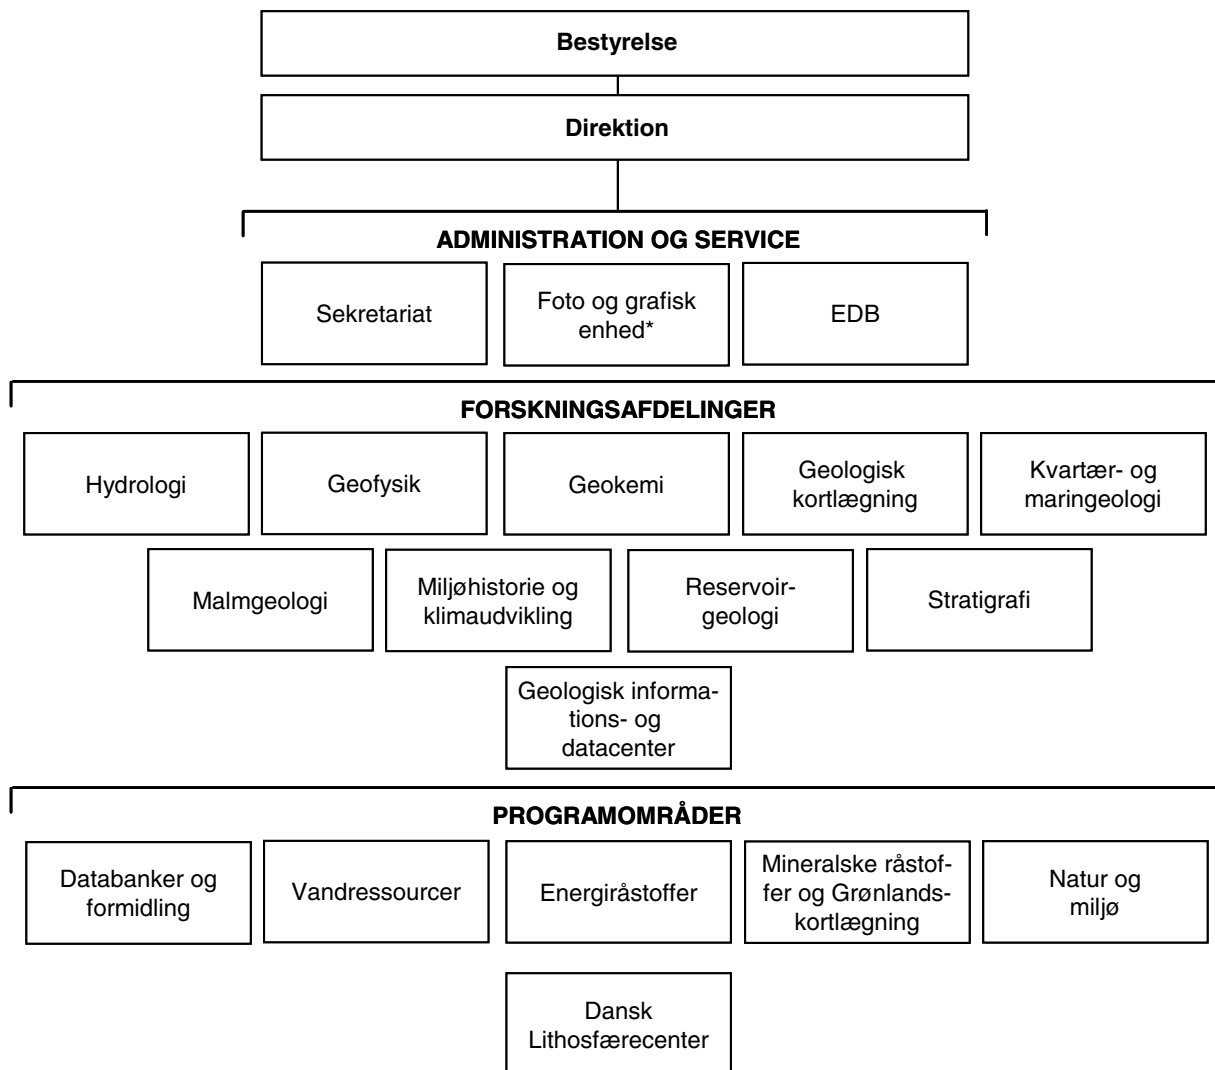 Bestyrelse
Direktion
ADMINISTRATION OG SERVICE
Sekretariat
Foto og grafisk
enhed*
EDB
FORSKNINGSAFDELINGER
Hydrologi
Geofysik
Geokemi
Geologisk
kortlægning
Kvartær- og
maringeologi
Malmgeologi
Miljøhistorie og
klimaudvikling
Reservoir-
geologi
Stratigrafi
Geologisk informa-
tions- og
datacenter
PROGRAMOMRÅDER
Databanker og
formidling
Vandressourcer
Energiråstoffer
Mineralske råstof-
fer og Grønlands-
kortlægning
Natur og
miljø
Dansk
Lithosfærecenter